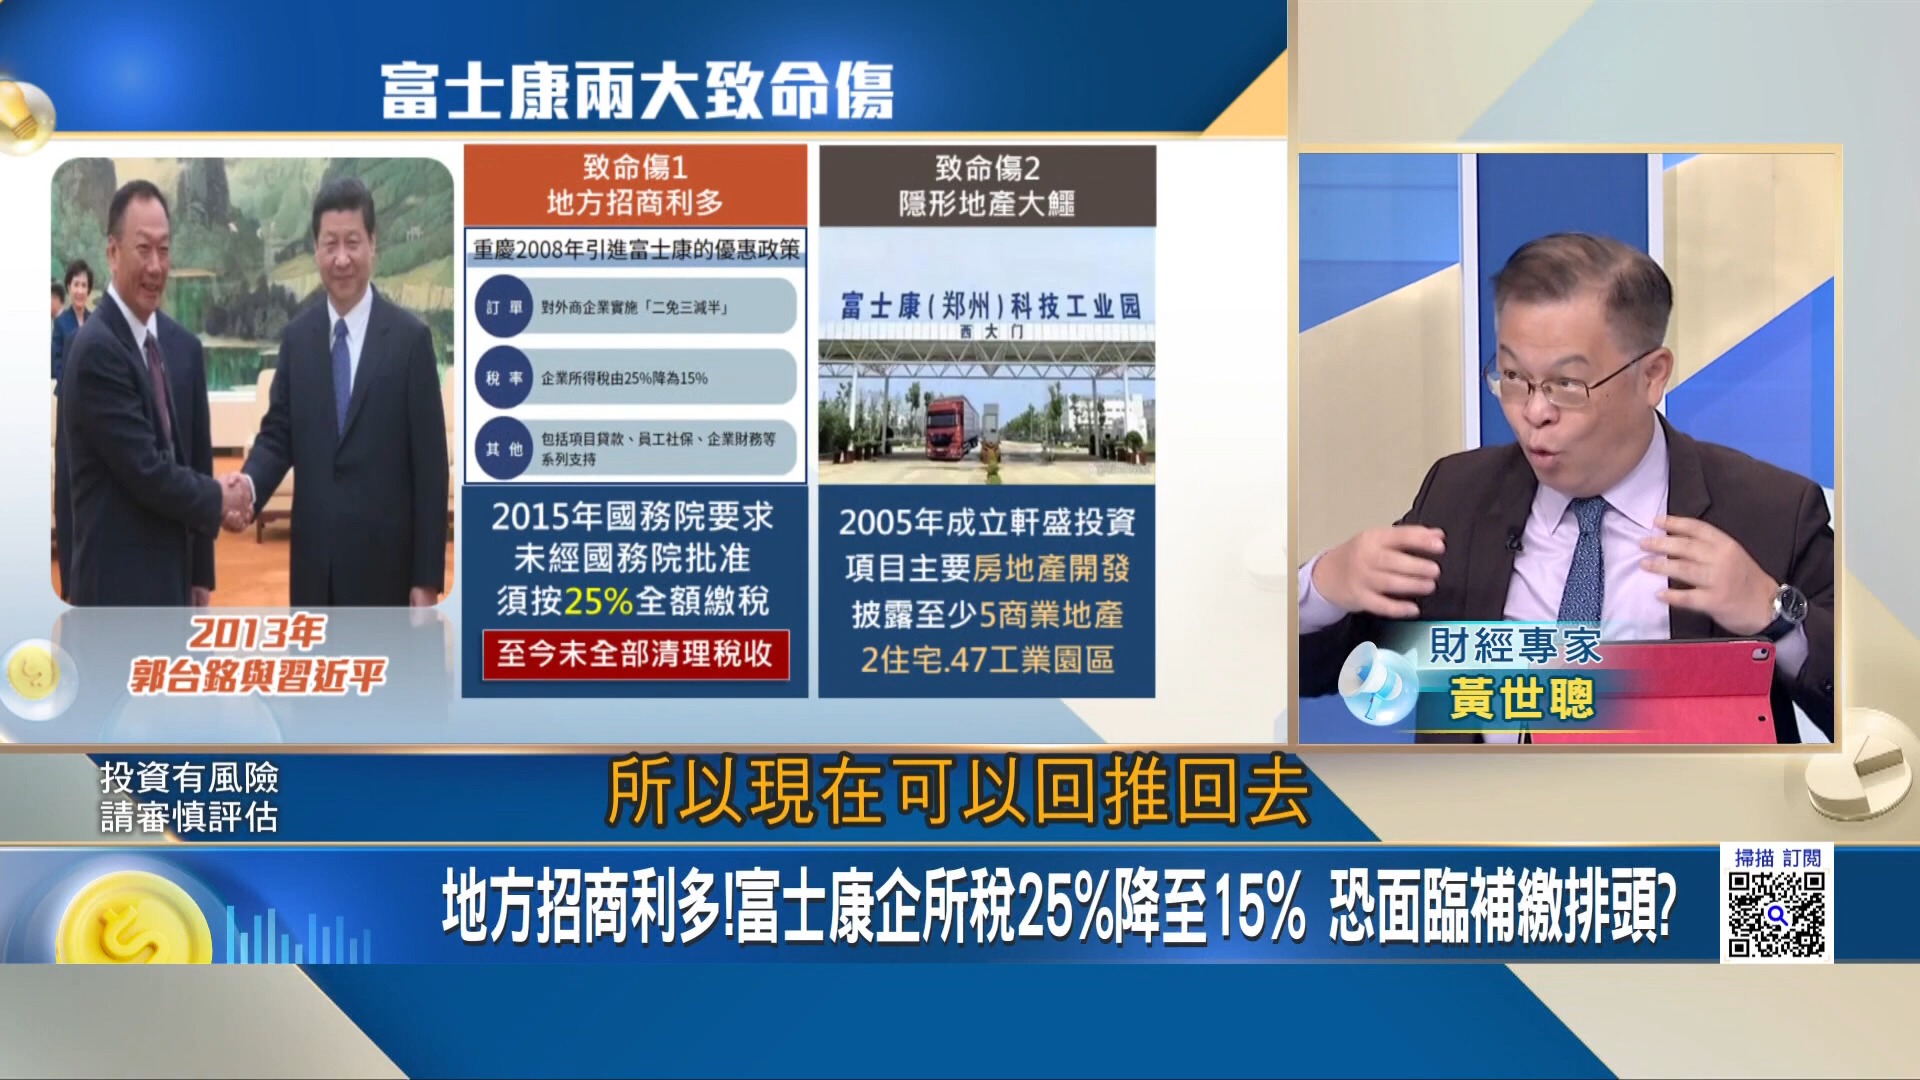 富士康兩大致命傷
2013年
郭台銘與習近平
致命傷1
地方招商利多
重慶2008年引進富士康的優惠政策
訂單
對外商企業實施「二免三減半」
稅率
企業所得稅由25%降為15%
其他
包括項目貸款、員工社保、企業財務等
系列支持
2015年國務院要求
未經國務院批准
須按25%全額繳稅
至今未全部清理稅收
致命傷2
隱形地產大鱷
富士康(郑州)科技工业园
西大门
2005年成立軒盛投資
項目主要房地產開發
披露至少5商業地產
2住宅.47工業園區
財經專家
黃世聰
投資有風險
請審慎評估
所以現在可以回推回去
地方招商利多!富士康企所稅25%降至15% 恐面臨補繳排頭?
掃描 訂閱